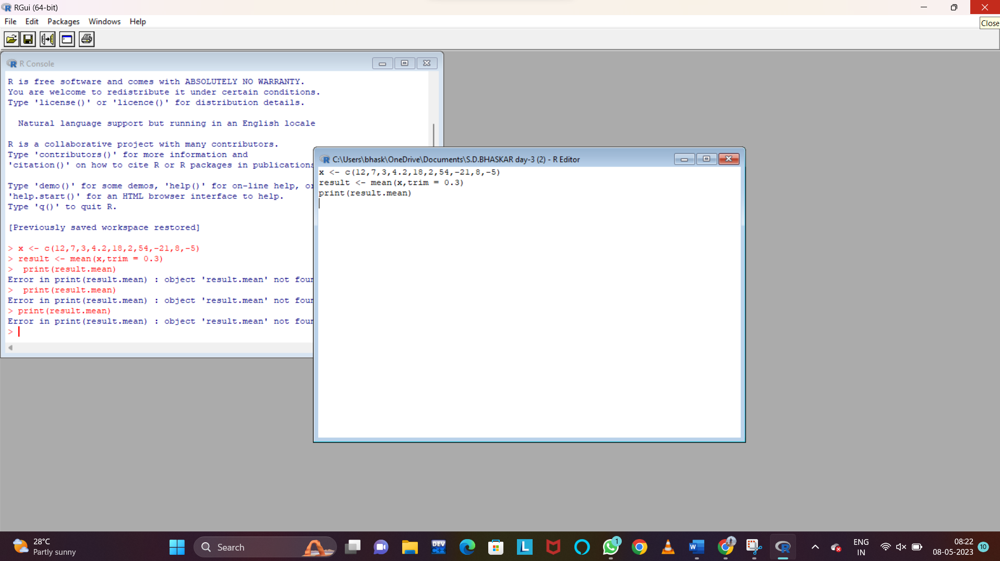 RGui (64-bit)
File Edit Packages Windows Help
Close
R Console
R is free software and comes with ABSOLUTELY NO WARRANTY.
You are welcome to redistribute it under certain conditions.
Type 'license()' or 'licence()' for distribution details.
Natural language support but running in an English locale
R is a collaborative project with many contributors.
Type 'contributors()' for more information and
'citation()' on how to cite R or R packages in publications
Type 'demo()' for some demos, 'help()' for on-line help, or
'help.start()' for an HTML browser interface to help.
Type 'q()' to quit R.
[Previously saved workspace restored]
> x <- c(12,7,3,4.2,18,2,54,-21,8,-5)
> result <- mean(x,trim = 0.3)
>  print(result.mean)
Error in print(result.mean) : object 'result.mean' not foun
>  print(result.mean)
Error in print(result.mean) : object 'result.mean' not foun
> print(result.mean)
Error in print(result.mean) : object 'result.mean' not foun
>
C:\Users\bhask\OneDrive\Documents\S.D.BHASKAR day-3 (2) - R Editor
x <- c(12,7,3,4.2,18,2,54,-21,8,-5)
result <- mean(x,trim = 0.3)
print(result.mean)
28°C
Partly sunny
Search
DEV
C++
L
1
W
ENG
IN
08:22
08-05-2023
10